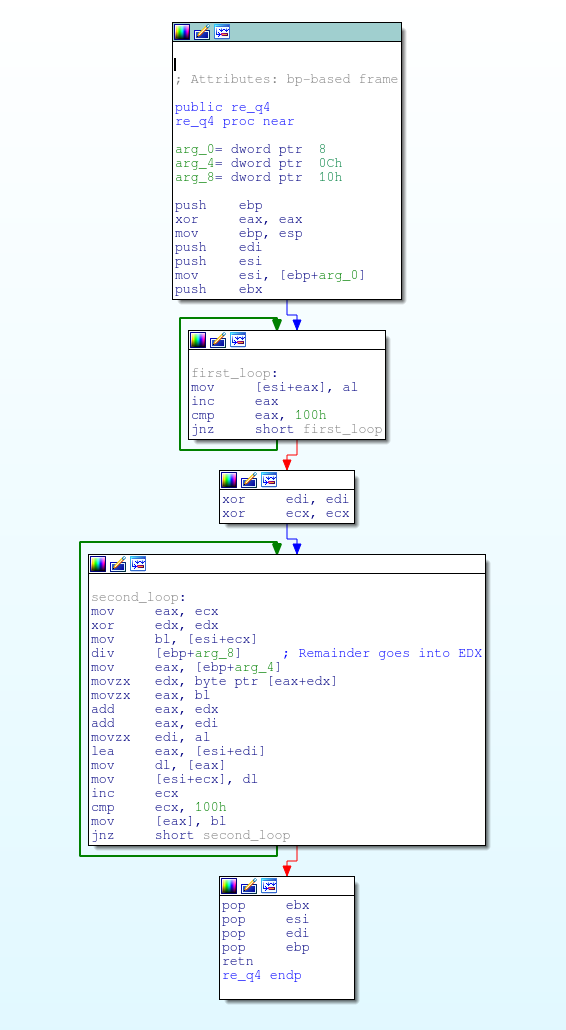 ; Attributes: bp-based frame
public re_q4
re_q4 proc near
arg_0= dword ptr  8
arg_4= dword ptr  0Ch
arg_8= dword ptr  10h
push    ebp
xor     eax, eax
mov     ebp, esp
push    edi
push    esi
mov     esi, [ebp+arg_0]
push    ebx
first_loop:
mov     [esi+eax], al
inc     eax
cmp     eax, 100h
jnz     short first_loop
xor     edi, edi
xor     ecx, ecx
second_loop:
mov     eax, ecx
xor     edx, edx
mov     bl, [esi+ecx]
div     [ebp+arg_8]     ; Remainder goes into EDX
mov     eax, [ebp+arg_4]
movzx   edx, byte ptr [eax+edx]
movzx   eax, bl
add     eax, edx
add     eax, edi
movzx   edi, al
lea     eax, [esi+edi]
mov     dl, [eax]
mov     [esi+ecx], dl
inc     ecx
cmp     ecx, 100h
mov     [eax], bl
jnz     short second_loop
pop     ebx
pop     esi
pop     edi
pop     ebp
retn
re_q4 endp